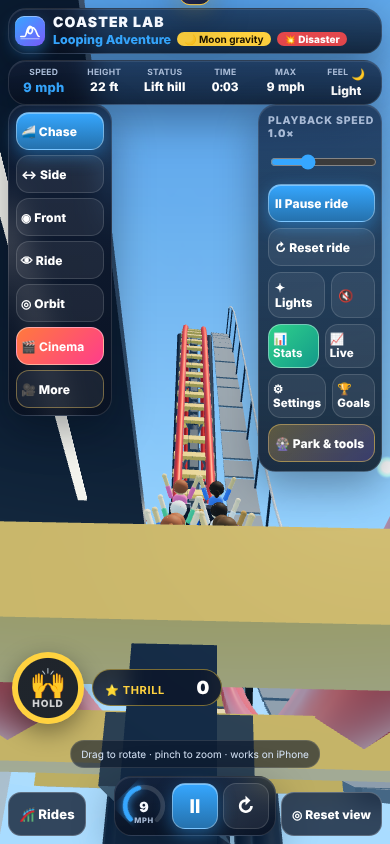 COASTER LAB
Looping Adventure
Moon gravity
Disaster
SPEED
9 mph
HEIGHT
22 ft
STATUS
Lift hill
TIME
0:03
MAX
9 mph
FEEL
Light
Chase
Side
Front
Ride
Orbit
Cinema
More
PLAYBACK SPEED
1.0×
Pause ride
Reset ride
Lights
Stats
Live
Settings
Goals
Park & tools
HOLD
THRILL 0
Drag to rotate · pinch to zoom · works on iPhone
Rides
9
MPH
Reset view